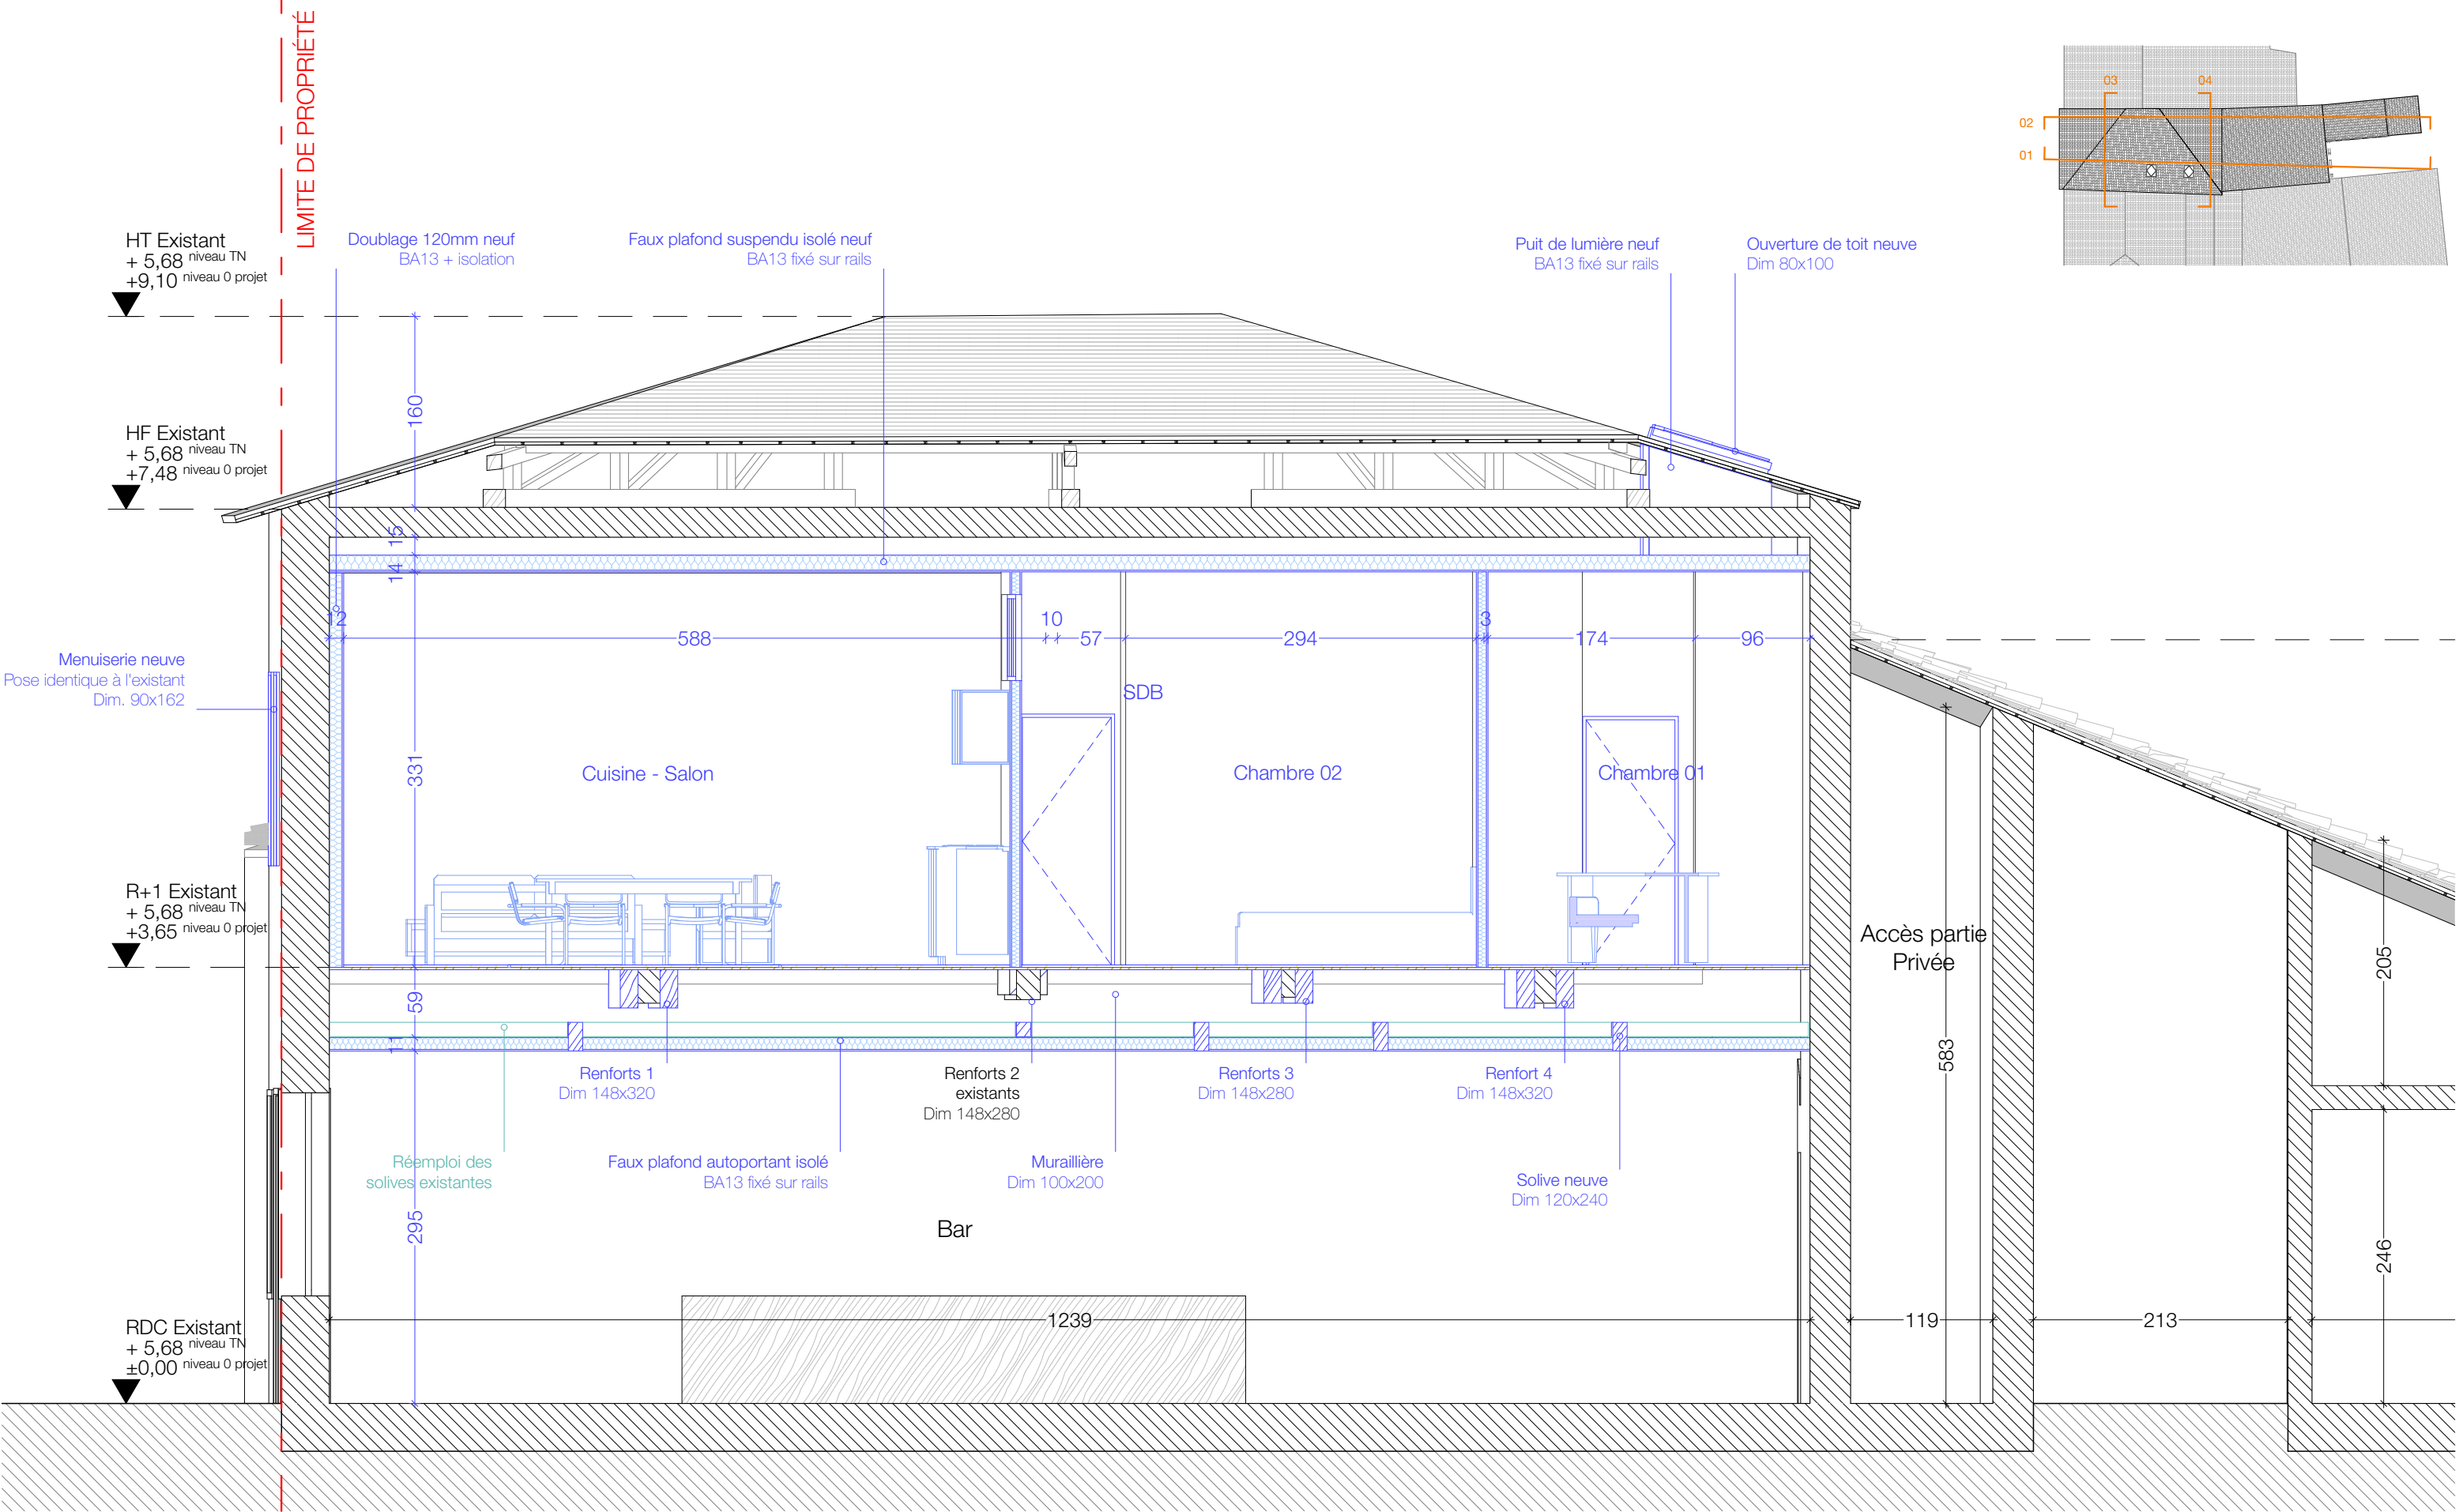 LIMITE DE PROPRIÉTÉ
03
04
02
01
HT Existant
+ 5,68 niveau TN
+9,10 niveau 0 projet
Doublage 120mm neuf
BA13 + isolation
Faux plafond suspendu isolé neuf
BA13 fixé sur rails
Puit de lumière neuf
BA13 fixé sur rails
Ouverture de toit neuve
Dim 80x100
160
HF Existant
+ 5,68 niveau TN
+7,48 niveau 0 projet
15
14
12
588
10
57
294
3
174
96
Menuiserie neuve
Pose identique à l'existant
Dim. 90x162
SDB
331
Cuisine - Salon
Chambre 02
Chambre 01
R+1 Existant
+ 5,68 niveau TN
+3,65 niveau 0 projet
Accès partie
Privée
205
59
11
583
Renforts 1
Dim 148x320
Renforts 2
existants
Dim 148x280
Renforts 3
Dim 148x280
Renfort 4
Dim 148x320
Réemploi des
solives existantes
Faux plafond autoportant isolé
BA13 fixé sur rails
Muraillière
Dim 100x200
Solive neuve
Dim 120x240
295
Bar
246
RDC Existant
+ 5,68 niveau TN
±0,00 niveau 0 projet
1239
119
213